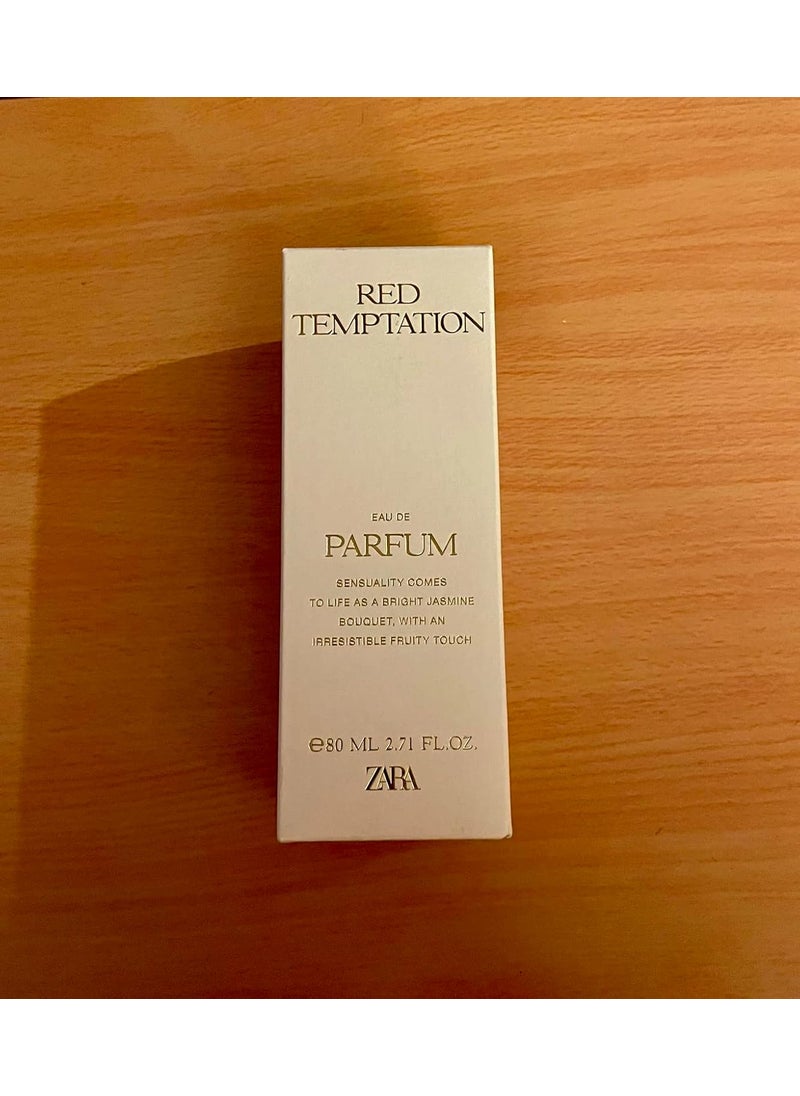 RED
TEMPTATION
EAU DE
PARFUM
SENSUALITY COMES
TO LIFE AS A BRIGHT JASMINE
BOUQUET, WITH AN
IRRESISTIBLE FRUITY TOUCH
℮80 ML 2.71 FL.OZ.
ZARA